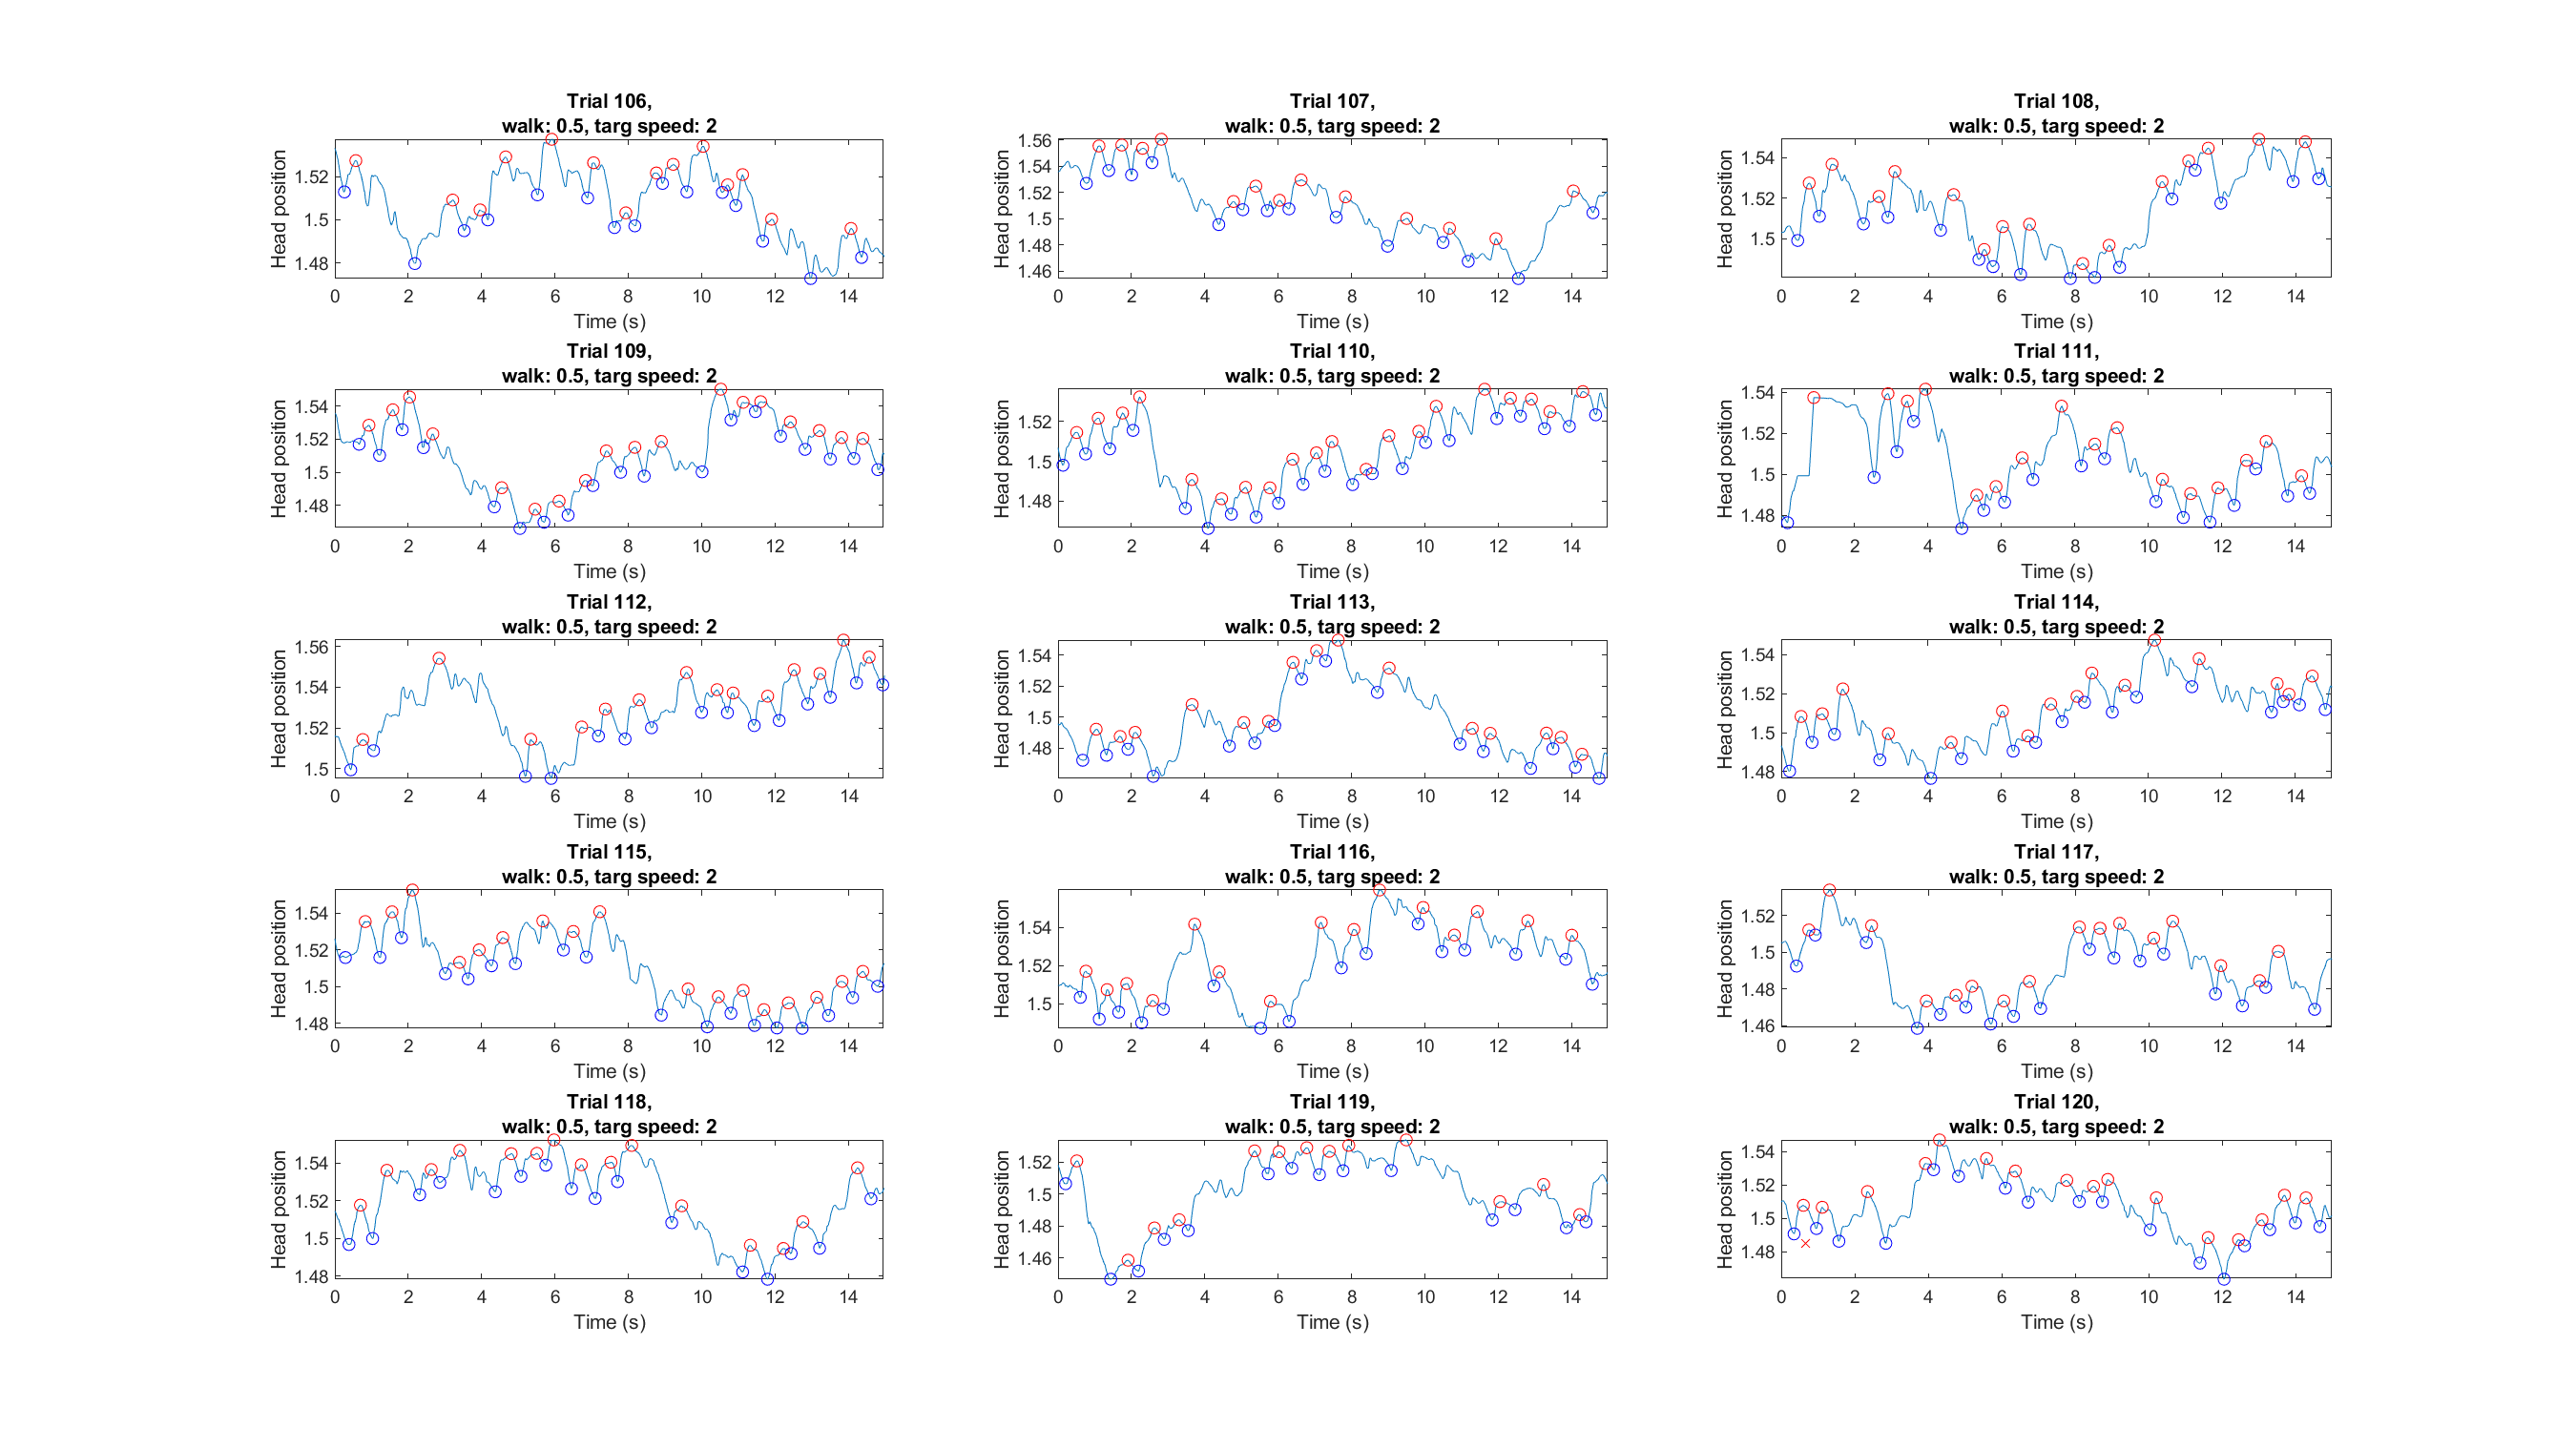 Trial 106,
walk: 0.5, targ speed: 2
Head position
1.52
1.5
1.48
0 2 4 6 8 10 12 14
Time (s)
Trial 107,
walk: 0.5, targ speed: 2
Head position
1.56
1.54
1.52
1.5
1.48
1.46
0 2 4 6 8 10 12 14
Time (s)
Trial 108,
walk: 0.5, targ speed: 2
Head position
1.54
1.52
1.5
0 2 4 6 8 10 12 14
Time (s)
Trial 109,
walk: 0.5, targ speed: 2
Head position
1.54
1.52
1.5
1.48
0 2 4 6 8 10 12 14
Time (s)
Trial 110,
walk: 0.5, targ speed: 2
Head position
1.52
1.5
1.48
0 2 4 6 8 10 12 14
Time (s)
Trial 111,
walk: 0.5, targ speed: 2
Head position
1.54
1.52
1.5
1.48
0 2 4 6 8 10 12 14
Time (s)
Trial 112,
walk: 0.5, targ speed: 2
Head position
1.56
1.54
1.52
1.5
0 2 4 6 8 10 12 14
Time (s)
Trial 113,
walk: 0.5, targ speed: 2
Head position
1.54
1.52
1.5
1.48
0 2 4 6 8 10 12 14
Time (s)
Trial 114,
walk: 0.5, targ speed: 2
Head position
1.54
1.52
1.5
1.48
0 2 4 6 8 10 12 14
Time (s)
Trial 115,
walk: 0.5, targ speed: 2
Head position
1.54
1.52
1.5
1.48
0 2 4 6 8 10 12 14
Time (s)
Trial 116,
walk: 0.5, targ speed: 2
Head position
1.54
1.52
1.5
0 2 4 6 8 10 12 14
Time (s)
Trial 117,
walk: 0.5, targ speed: 2
Head position
1.52
1.5
1.48
1.46
0 2 4 6 8 10 12 14
Time (s)
Trial 118,
walk: 0.5, targ speed: 2
Head position
1.54
1.52
1.5
1.48
0 2 4 6 8 10 12 14
Time (s)
Trial 119,
walk: 0.5, targ speed: 2
Head position
1.52
1.5
1.48
1.46
0 2 4 6 8 10 12 14
Time (s)
Trial 120,
walk: 0.5, targ speed: 2
Head position
1.54
1.52
1.5
1.48
0 2 4 6 8 10 12 14
Time (s)